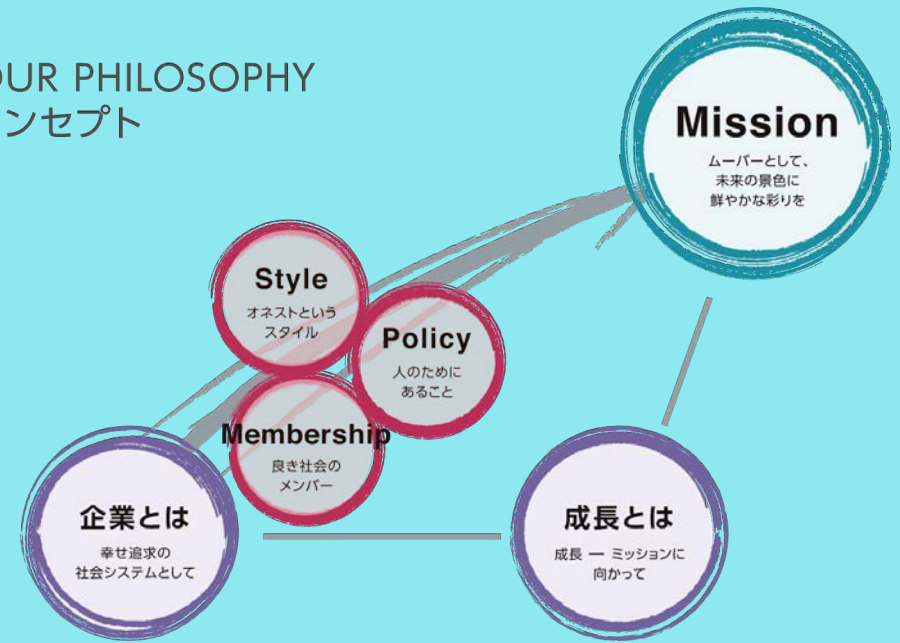 OUR PHILOSOPHY
ンセプト
Mission
ムーバーとして、
未来の景色に
鮮やかな彩りを
Style
オネストという
スタイル
Policy
人のために
あること
Membership
良き社会の
メンバー
企業とは
幸せ追求の
社会システムとして
成長とは
成長 ー ミッションに
向かって